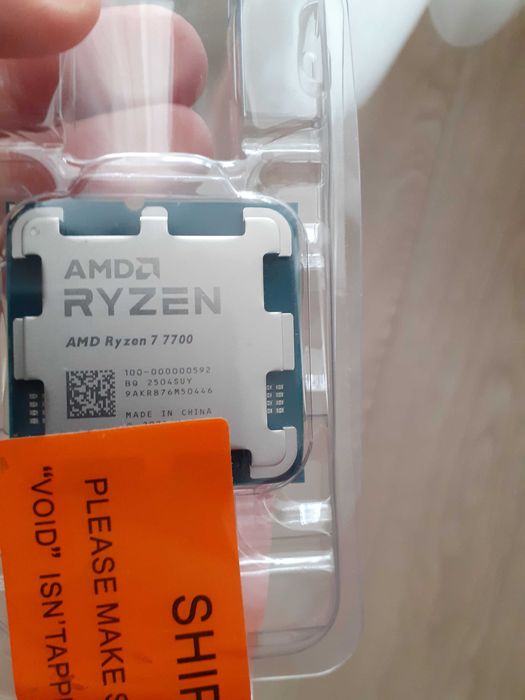 AMD
RYZEN
AMD Ryzen 7 7700
100-000000592
BQ 2504SUY
9AKR876M50446
MADE IN CHINA
SHIP
PLEASE MAKE S
"VOID" ISN'T APP